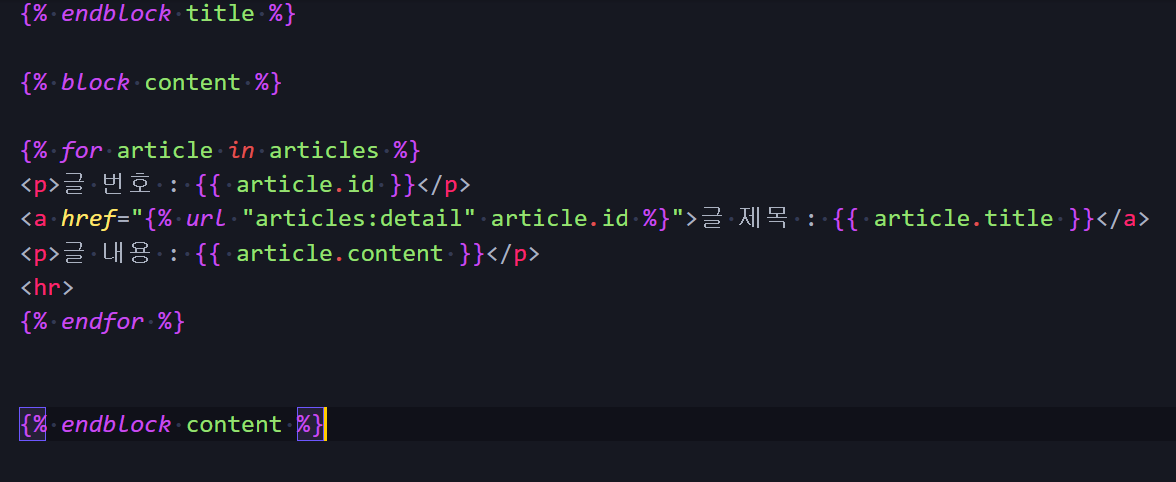 {% endblock title %}
{% block content %}
{% for article in articles %}
<p>글 번호 : {{ article.id }}</p>
<a href="{% url "articles:detail" article.id %}">글 제목 : {{ article.title }}</a>
<p>글 내용 : {{ article.content }}</p>
<hr>
{% endfor %}
{% endblock content %}